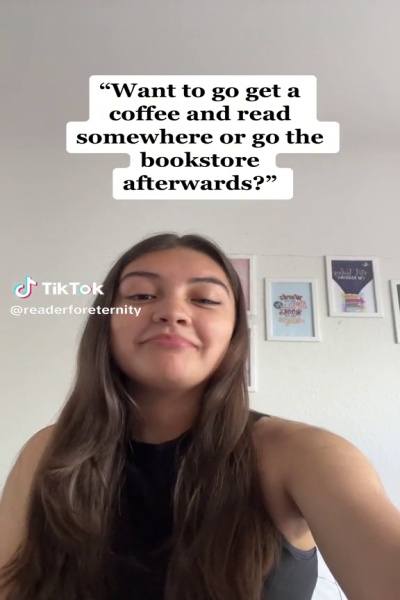 “Want to go get a
coffee and read
somewhere or go the
bookstore
afterwards?”
TikTok
@readerforeternity